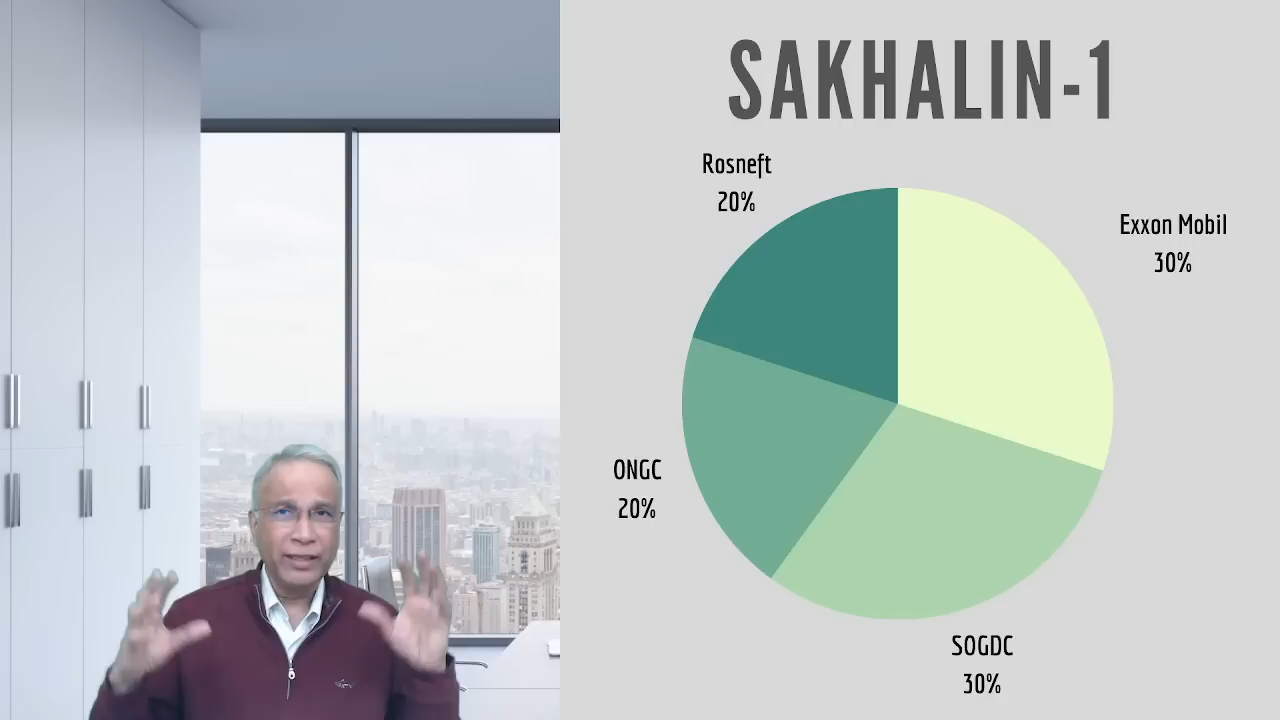 SAKHALIN-1
Rosneft
20%
Exxon Mobil
30%
ONGC
20%
SOGDC
30%